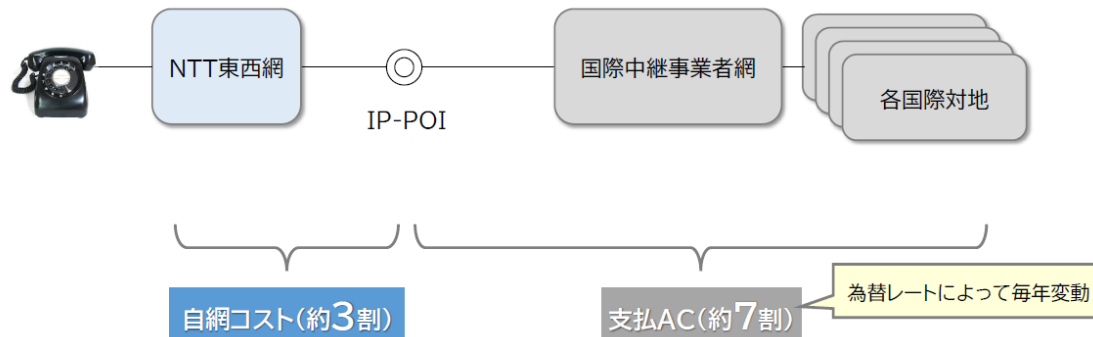 NTT東西網
IP-POI
国際中継事業者網
各国際対地
自網コスト(約3割)
支払AC(約7割)
為替レートによって毎年変動